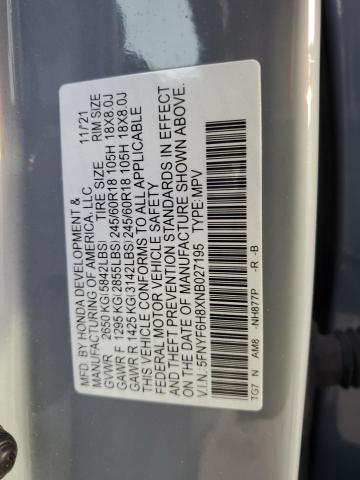 MFD. BY HONDA DEVELOPMENT & 11/'21
MANUFACTURING OF AMERICA, LLC
TIRE SIZE RIM SIZE
GVWR 2650 KG(5842LBS)
GAWR F 1295 KG(2855LBS) 245/60R18 105H 18X8.0J
GAWR R 1425 KG(3142LBS) 245/60R18 105H 18X8.0J
THIS VEHICLE CONFORMS TO ALL APPLICABLE
FEDERAL MOTOR VEHICLE SAFETY
AND THEFT PREVENTION STANDARDS IN EFFECT
ON THE DATE OF MANUFACTURE SHOWN ABOVE.
V.I.N: 5FNYF6H8XNB027195 TYPE: MPV
TG7 N AM8 -NH877P -R -B